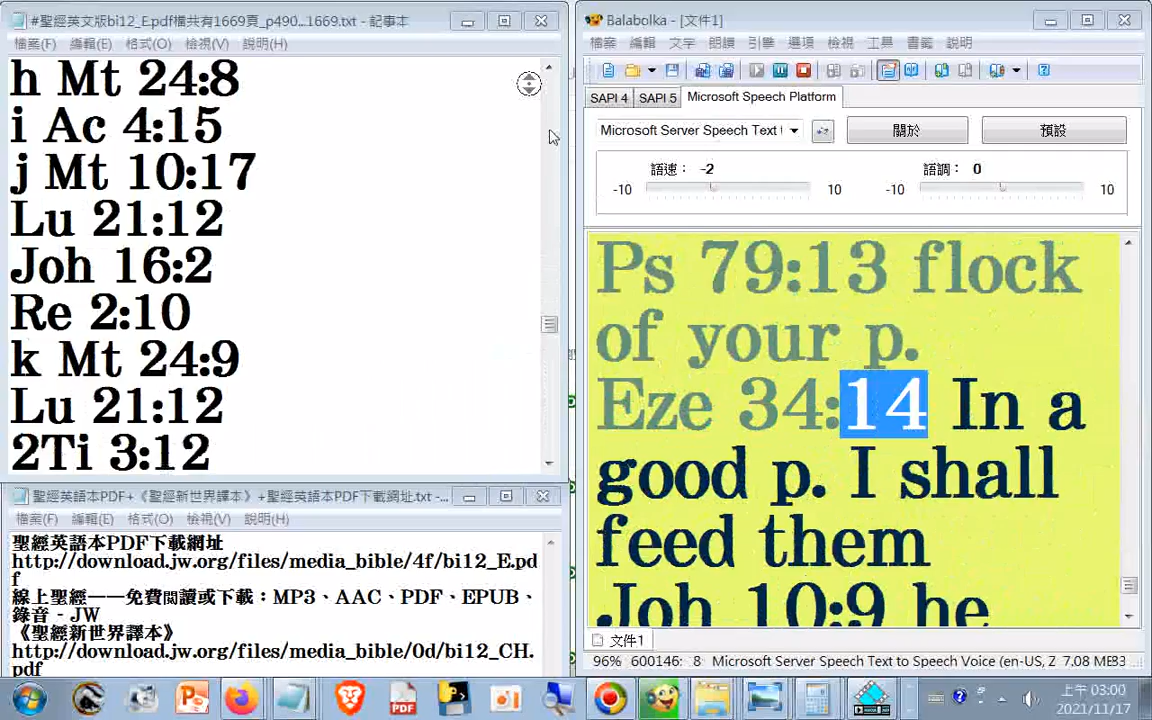 #聖經英文版bi12_E.pdf檔共有1669頁_p490...1669.txt - 記事本
檔案(F) 編輯(E) 格式(O) 檢視(V) 說明(H)
h Mt 24:8
i Ac 4:15
j Mt 10:17
Lu 21:12
Joh 16:2
Re 2:10
k Mt 24:9
Lu 21:12
2Ti 3:12
聖經英語本PDF+《聖經新世界譯本》+聖經英語本PDF下載網址.txt -...
檔案(F) 編輯(E) 格式(O) 檢視(V) 說明(H)
聖經英語本PDF下載網址
http://download.jw.org/files/media_bible/4f/bi12_E.pd
f
線上聖經——免費閱讀或下載：MP3、AAC、PDF、EPUB、
錄音 - JW
《聖經新世界譯本》
http://download.jw.org/files/media_bible/0d/bi12_CH.
pdf
Balabolka - [文件1]
檔案 編輯 文字 朗讀 引擎 選項 檢視 工具 書籤 說明
SAPI 4 SAPI 5 Microsoft Speech Platform
Microsoft Server Speech Text 關於 預設
語速： -2 語調： 0
-10 10 -10 10
Ps 79:13 flock
of your p.
Eze 34:14 In a
good p. I shall
feed them
Joh 10:9 he
文件1
96% 600146: 8 Microsoft Server Speech Text to Speech Voice (en-US, Z 7.08 MB
上午 03:00
2021/11/17